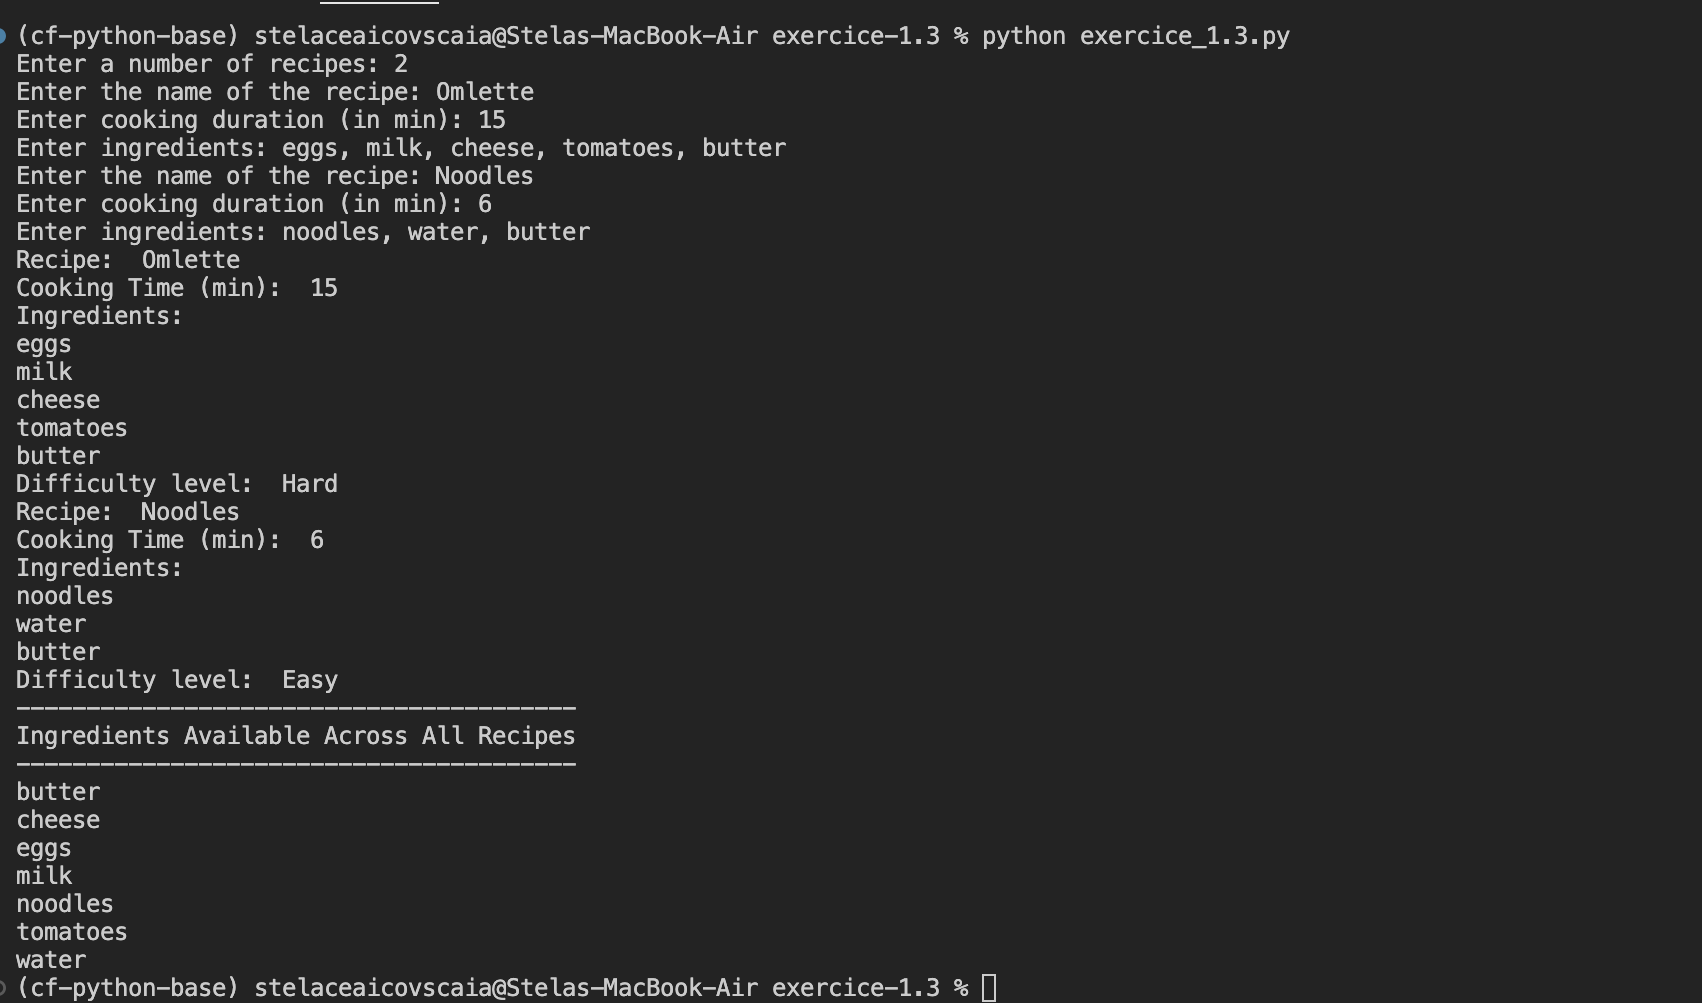 (cf-python-base) stelaceaicovscaia@Stelas-MacBook-Air exercice-1.3 % python exercice_1.3.py
Enter a number of recipes: 2
Enter the name of the recipe: Omlette
Enter cooking duration (in min): 15
Enter ingredients: eggs, milk, cheese, tomatoes, butter
Enter the name of the recipe: Noodles
Enter cooking duration (in min): 6
Enter ingredients: noodles, water, butter
Recipe:  Omlette
Cooking Time (min):  15
Ingredients:
eggs
milk
cheese
tomatoes
butter
Difficulty level:  Hard
Recipe:  Noodles
Cooking Time (min):  6
Ingredients:
noodles
water
butter
Difficulty level:  Easy
----------------------------------------
Ingredients Available Across All Recipes
----------------------------------------
butter
cheese
eggs
milk
noodles
tomatoes
water
(cf-python-base) stelaceaicovscaia@Stelas-MacBook-Air exercice-1.3 %